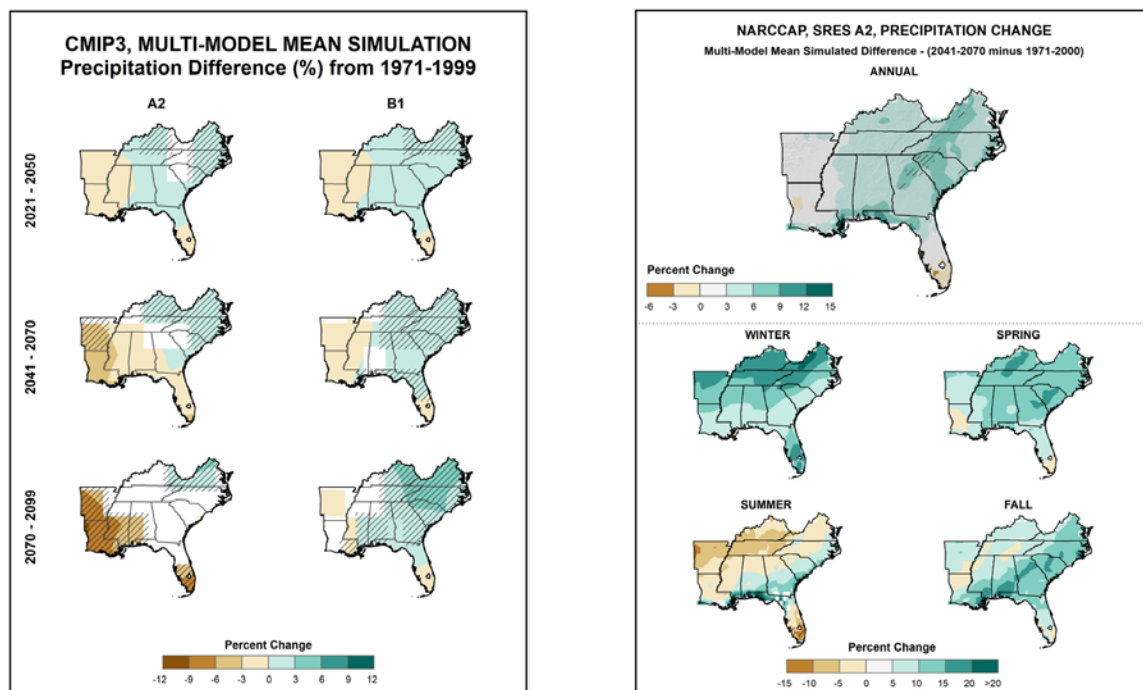 CMIP3, MULTI-MODEL MEAN SIMULATION
Precipitation Difference (%) from 1971-1999
A2 B1
2021 - 2050
2041 - 2070
2070 - 2099
Percent Change
-12 -9 -6 -3 0 3 6 9 12
NARCCAP, SRES A2, PRECIPITATION CHANGE
Multi-Model Mean Simulated Difference - (2041-2070 minus 1971-2000)
ANNUAL
Percent Change
-6 -3 0 3 6 9 12 15
WINTER SPRING
SUMMER FALL
Percent Change
-15 -10 -5 0 5 10 15 20 >20